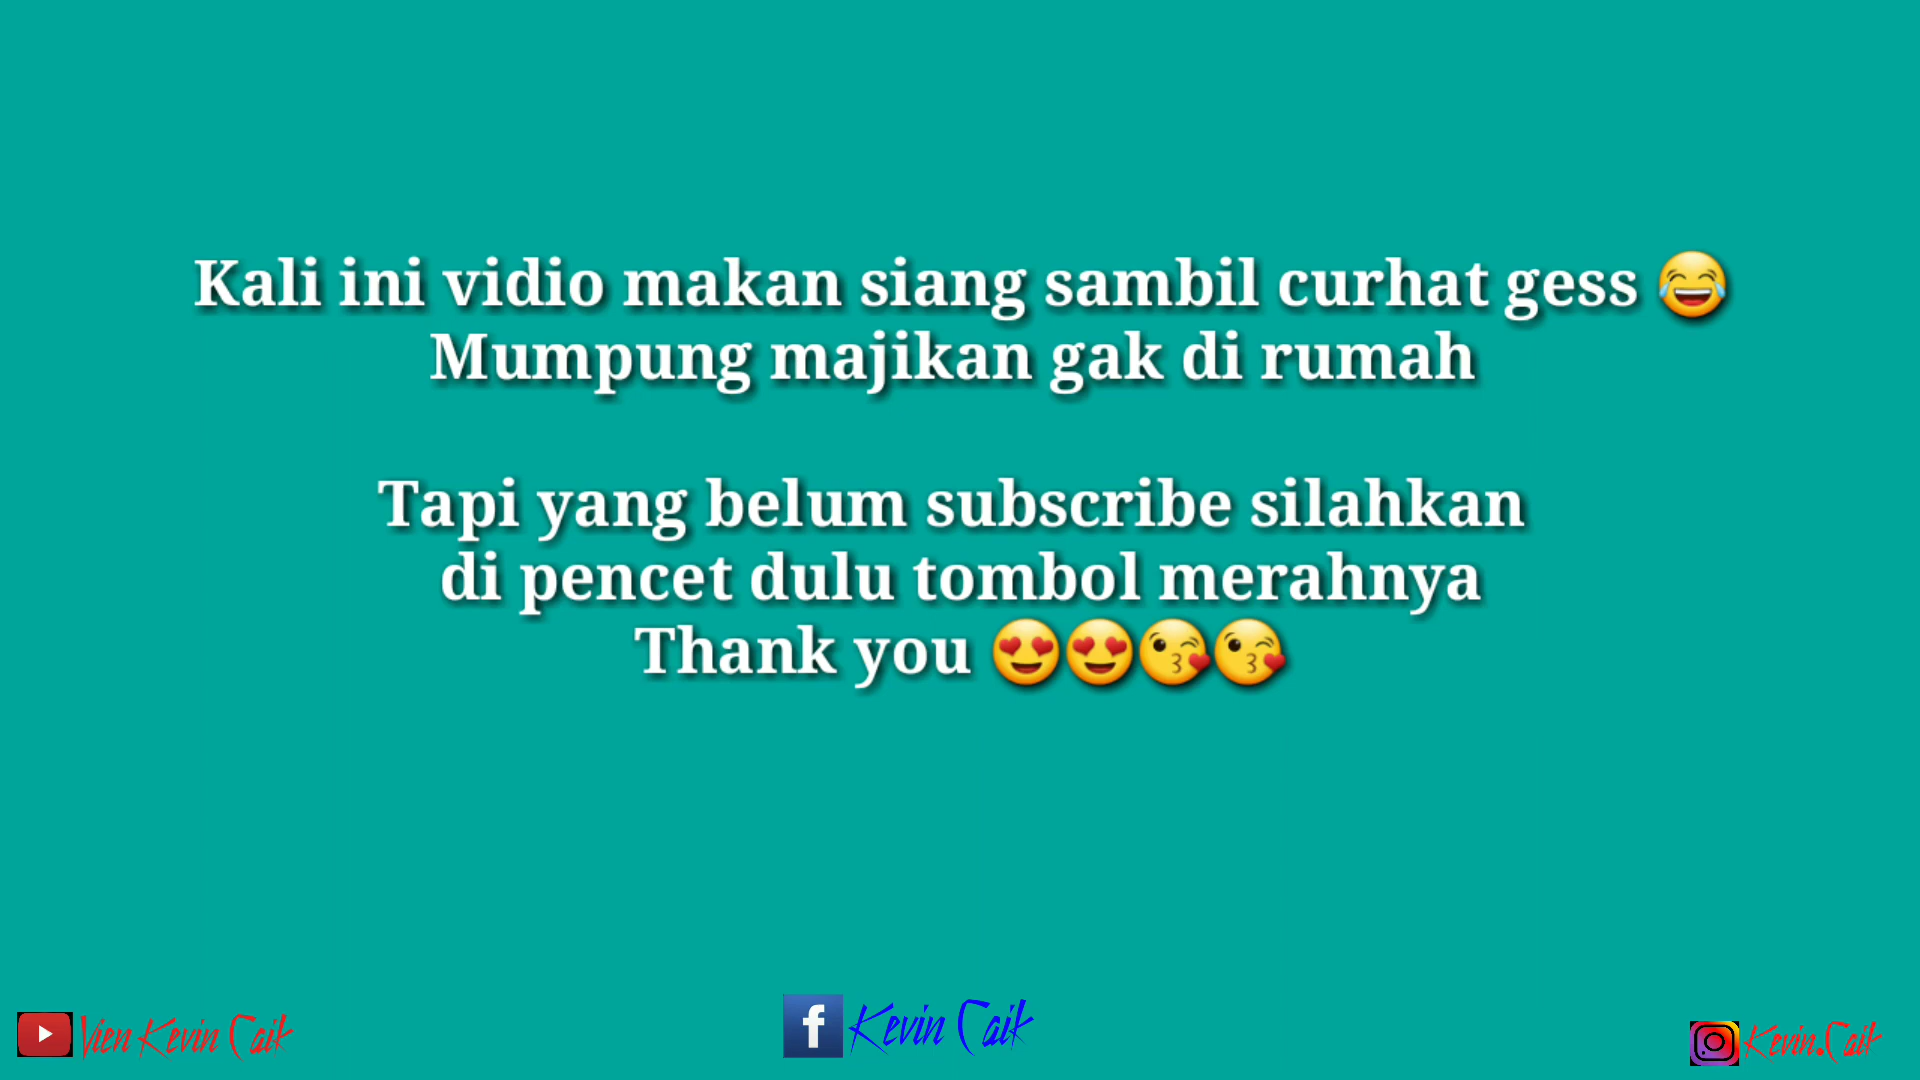 Kali ini vidio makan siang sambil curhat gess 😂
Mumpung majikan gak di rumah
Tapi yang belum subscribe silahkan
di pencet dulu tombol merahnya
Thank you 😍😍😘😘
Vien Kevin Caik
Kevin Caik
Kevin.Caik